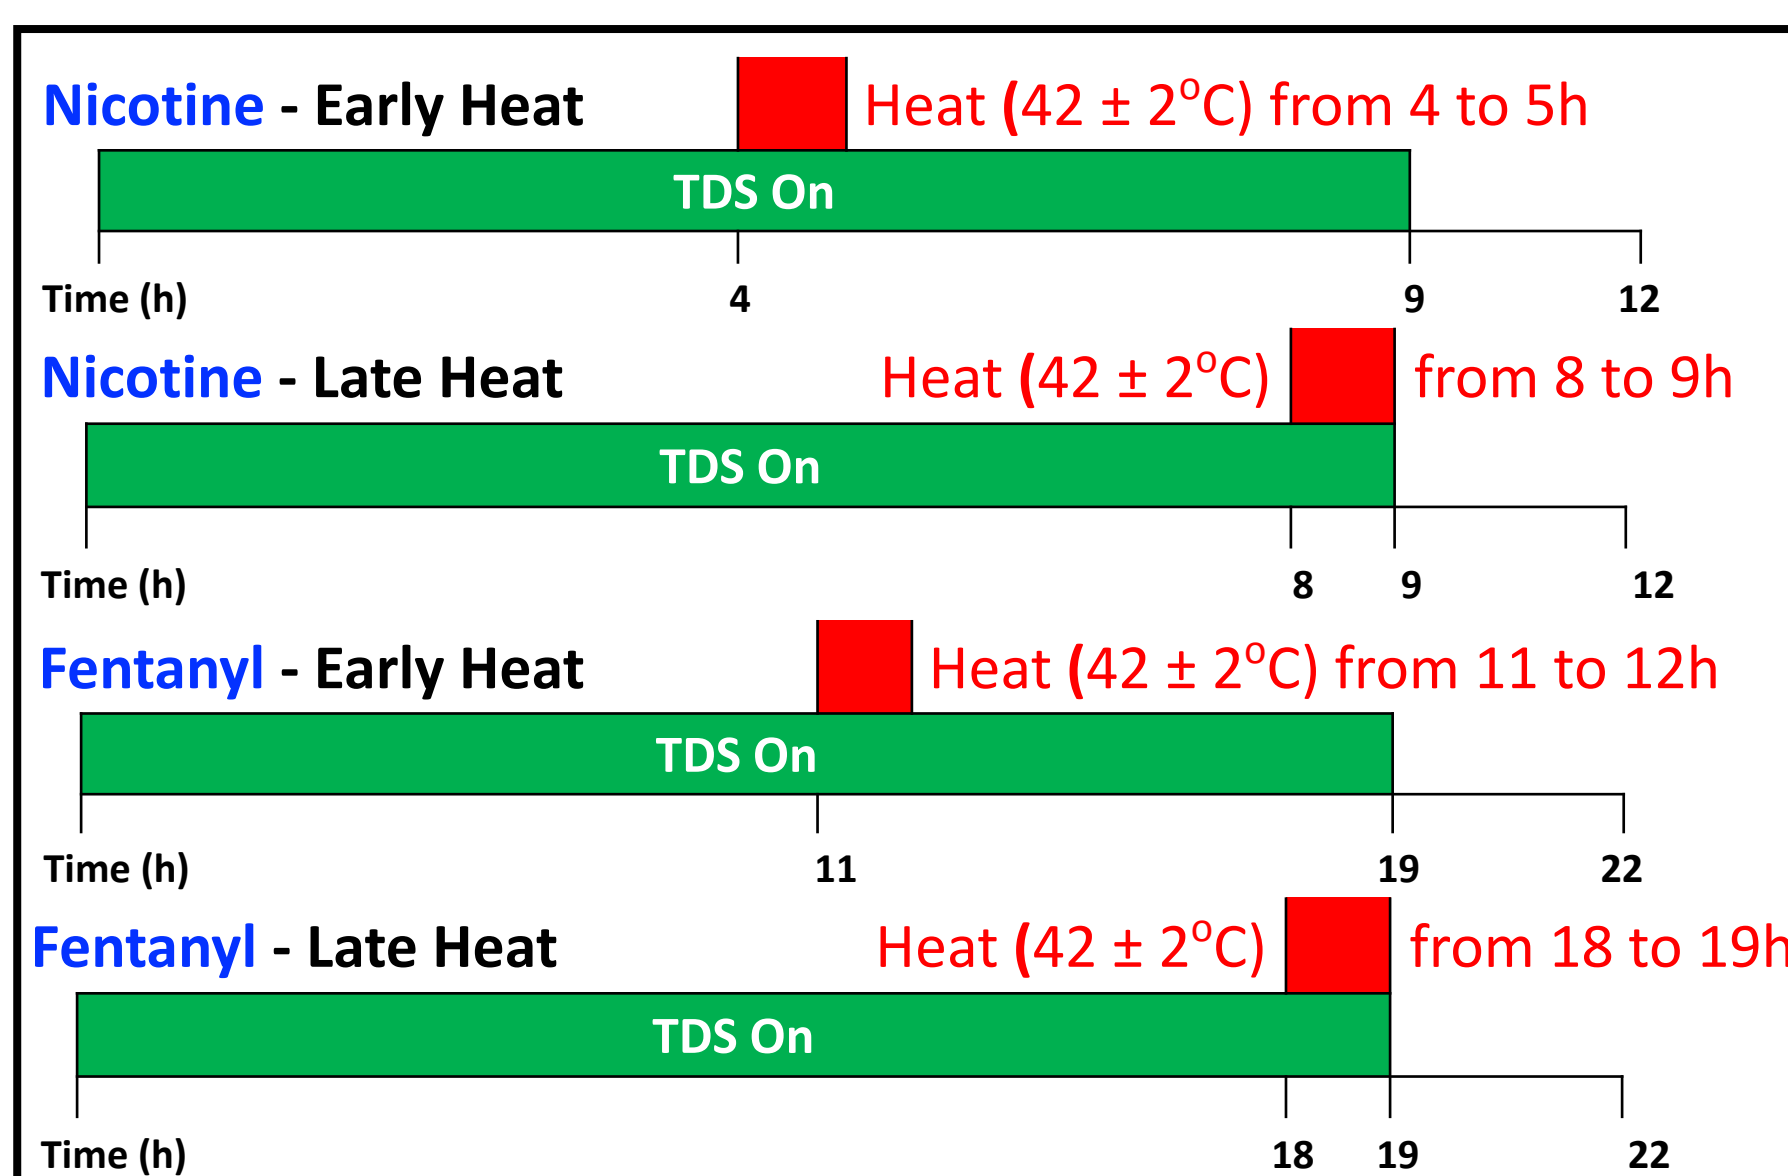 Nicotine - Early Heat Heat (42 ± 2°C) from 4 to 5h
TDS On
Time (h) 4 9 12
Nicotine - Late Heat Heat (42 ± 2°C) from 8 to 9h
TDS On
Time (h) 8 9 12
Fentanyl - Early Heat Heat (42 ± 2°C) from 11 to 12h
TDS On
Time (h) 11 19 22
Fentanyl - Late Heat Heat (42 ± 2°C) from 18 to 19h
TDS On
Time (h) 18 19 22